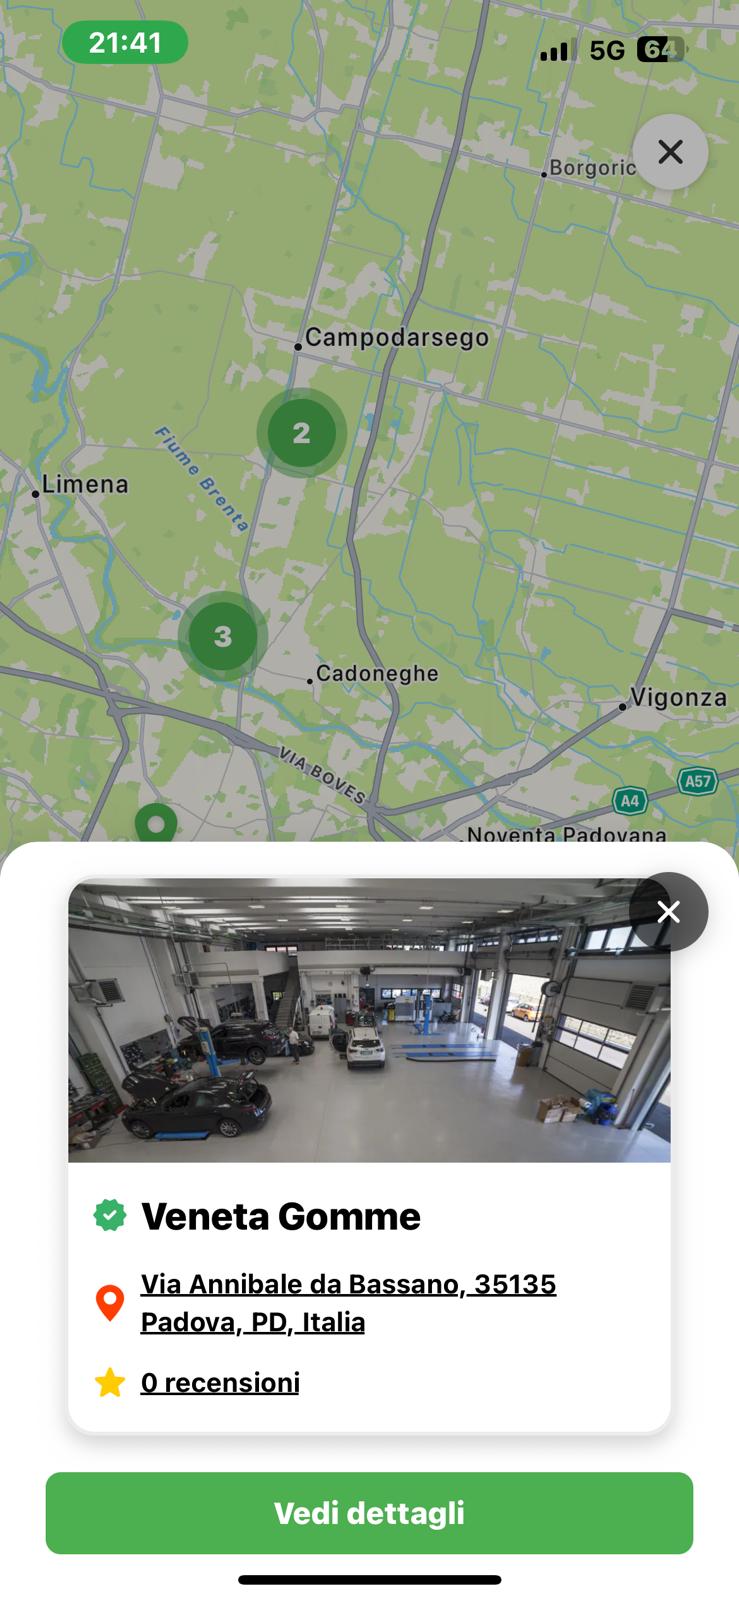 21:41
5G
64
Borgoric
Campodarsego
2
Fiume Brenta
Limena
3
Cadoneghe
Vigonza
VIA BOVES
A57
A4
Noventa Padovana
Veneta Gomme
Via Annibale da Bassano, 35135
Padova, PD, Italia
0 recensioni
Vedi dettagli